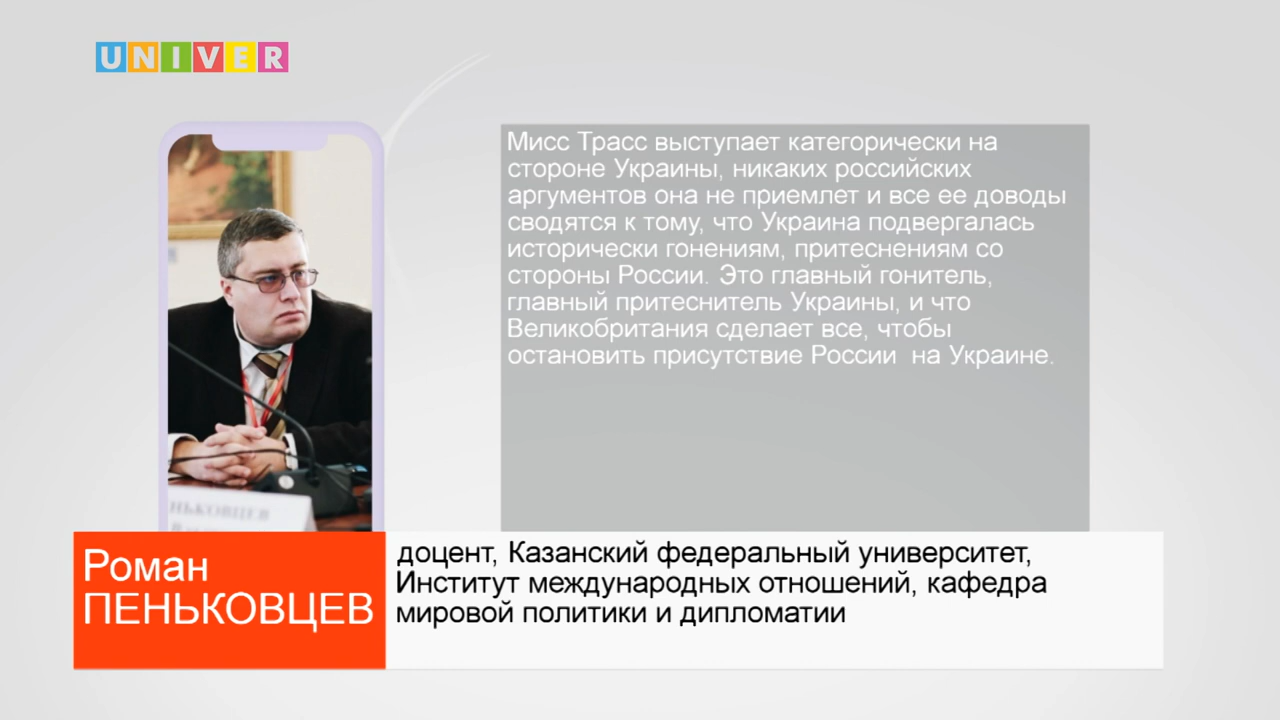 UNIVER
Мисс Трасс выступает категорически на
стороне Украины, никаких российских
аргументов она не приемлет и все ее доводы
сводятся к тому, что Украина подвергалась
исторически гонениям, притеснениям со
стороны России. Это главный гонитель,
главный притеснитель Украины, и что
Великобритания сделает все, чтобы
остановить присутствие России на Украине.
НЬКОВЦЕВ
Роман
ПЕНЬКОВЦЕВ
доцент, Казанский федеральный университет,
Институт международных отношений, кафедра
мировой политики и дипломатии